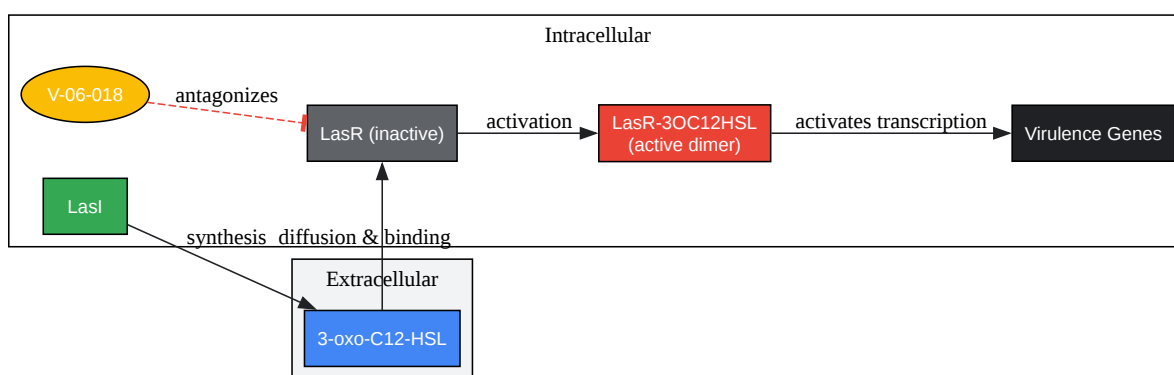 Intracellular
V-06-018
antagonizes
LasR (inactive)
activation
LasR-3OC12HSL
(active dimer)
activates transcription
Virulence Genes
LasI
synthesis
diffusion & binding
Extracellular
3-oxo-C12-HSL